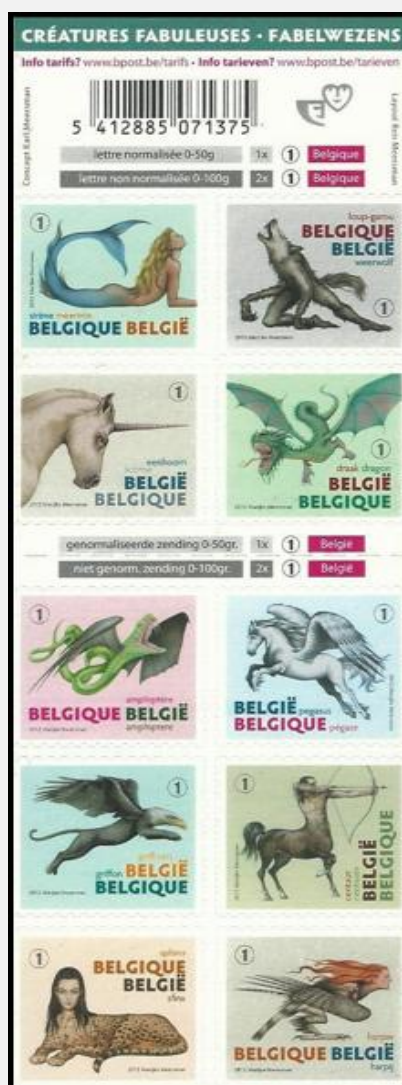 CRÉATURES FABULEUSES • FABELWEZENS
Info tarifs? www.bpost.be/tarifs • Info tarieven? www.bpost.be/tarieven
Concept Karl Meersman
5 412885 071375
lettre normalisée 0-50g 1x 1 Belgique
lettre non normalisée 0-100g 2x 1 Belgique
1
sirène meermin
BELGIQUE BELGIË
loup-garou
BELGIQUE
BELGIË
weerwolf
1
1
eenhoorn
licorne
BELGIË
BELGIQUE
1
draak dragon
BELGIË
BELGIQUE
genormaliseerde zending 0-50gr. 1x 1 België
niet genorm. zending 0-100gr. 2x 1 België
1
amphiptère
BELGIQUE BELGIË
amphiptere
1
BELGIË pegasus
BELGIQUE pégase
1
griffon BELGIË
BELGIQUE
1
centaur
centaure
BELGIË
BELGIQUE
1
sphinx
BELGIQUE
BELGIË
sfinx
1
BELGIQUE BELGIË
harpij